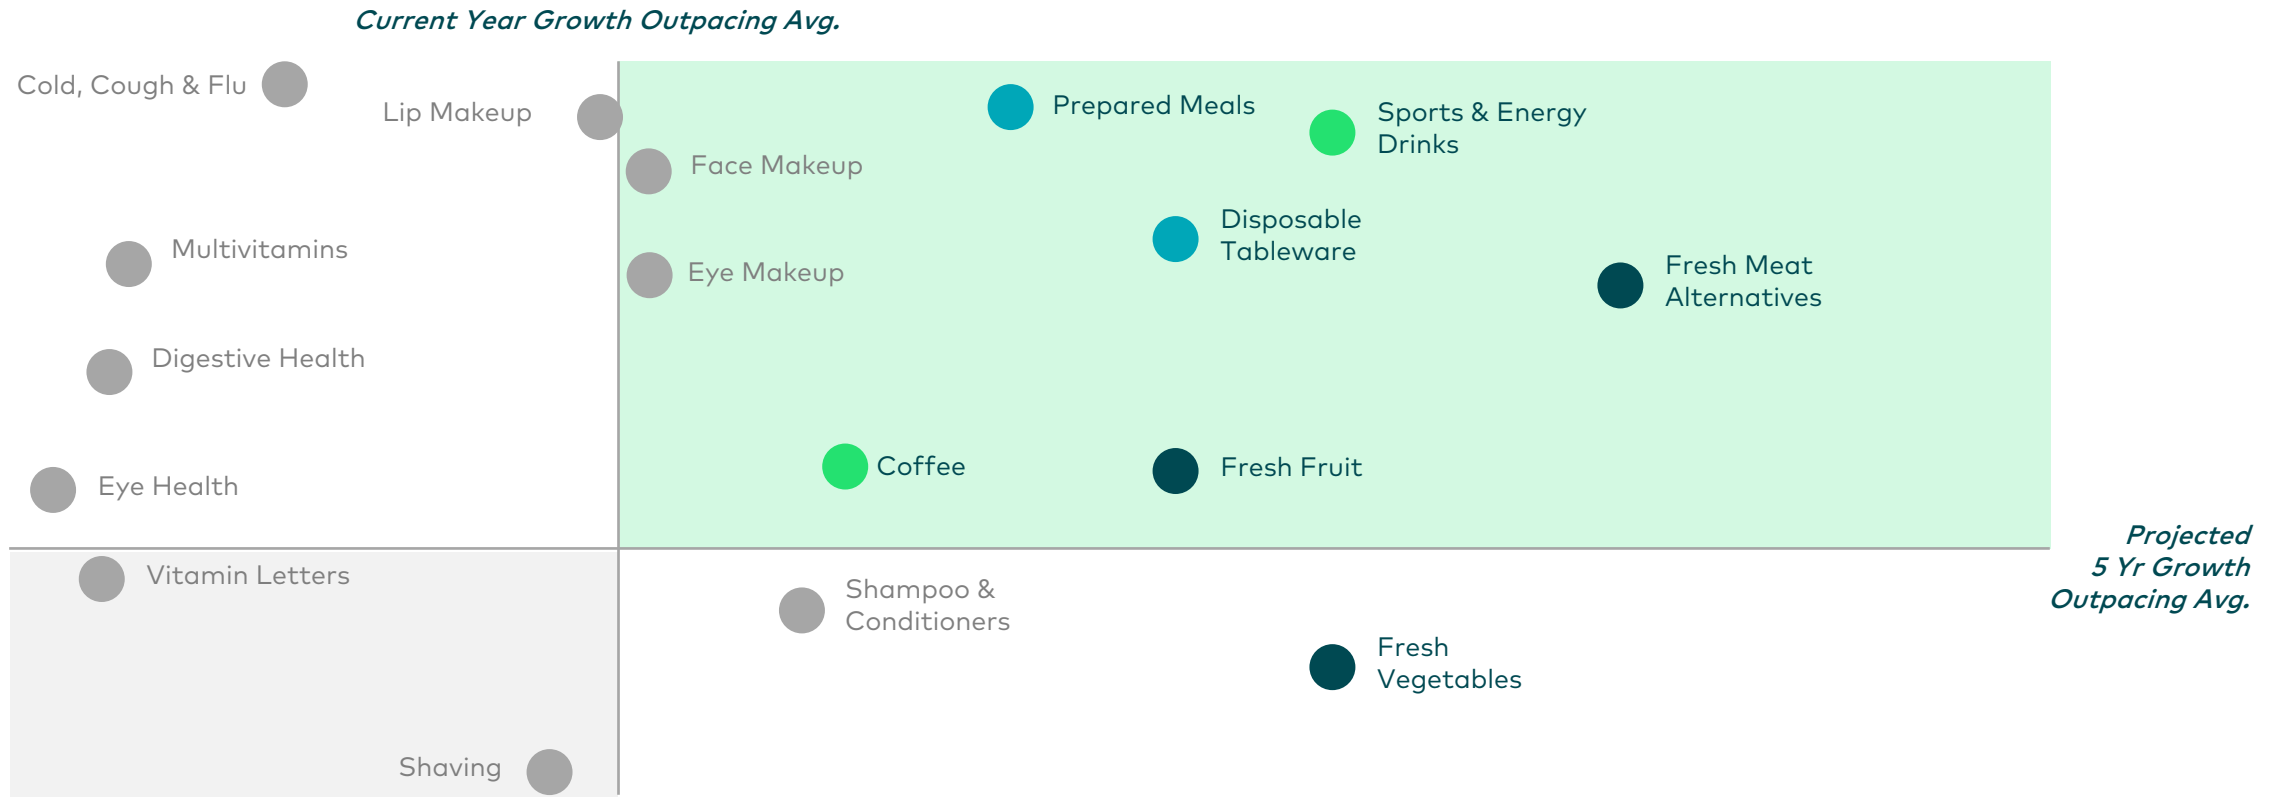 Current Year Growth Outpacing Avg.
Cold, Cough & Flu
Lip Makeup
Prepared Meals
Sports & Energy
Drinks
Face Makeup
Disposable
Tableware
Multivitamins
Eye Makeup
Fresh Meat
Alternatives
Digestive Health
Coffee
Fresh Fruit
Eye Health
Projected
5 Yr Growth
Outpacing Avg.
Vitamin Letters
Shampoo &
Conditioners
Fresh
Vegetables
Shaving